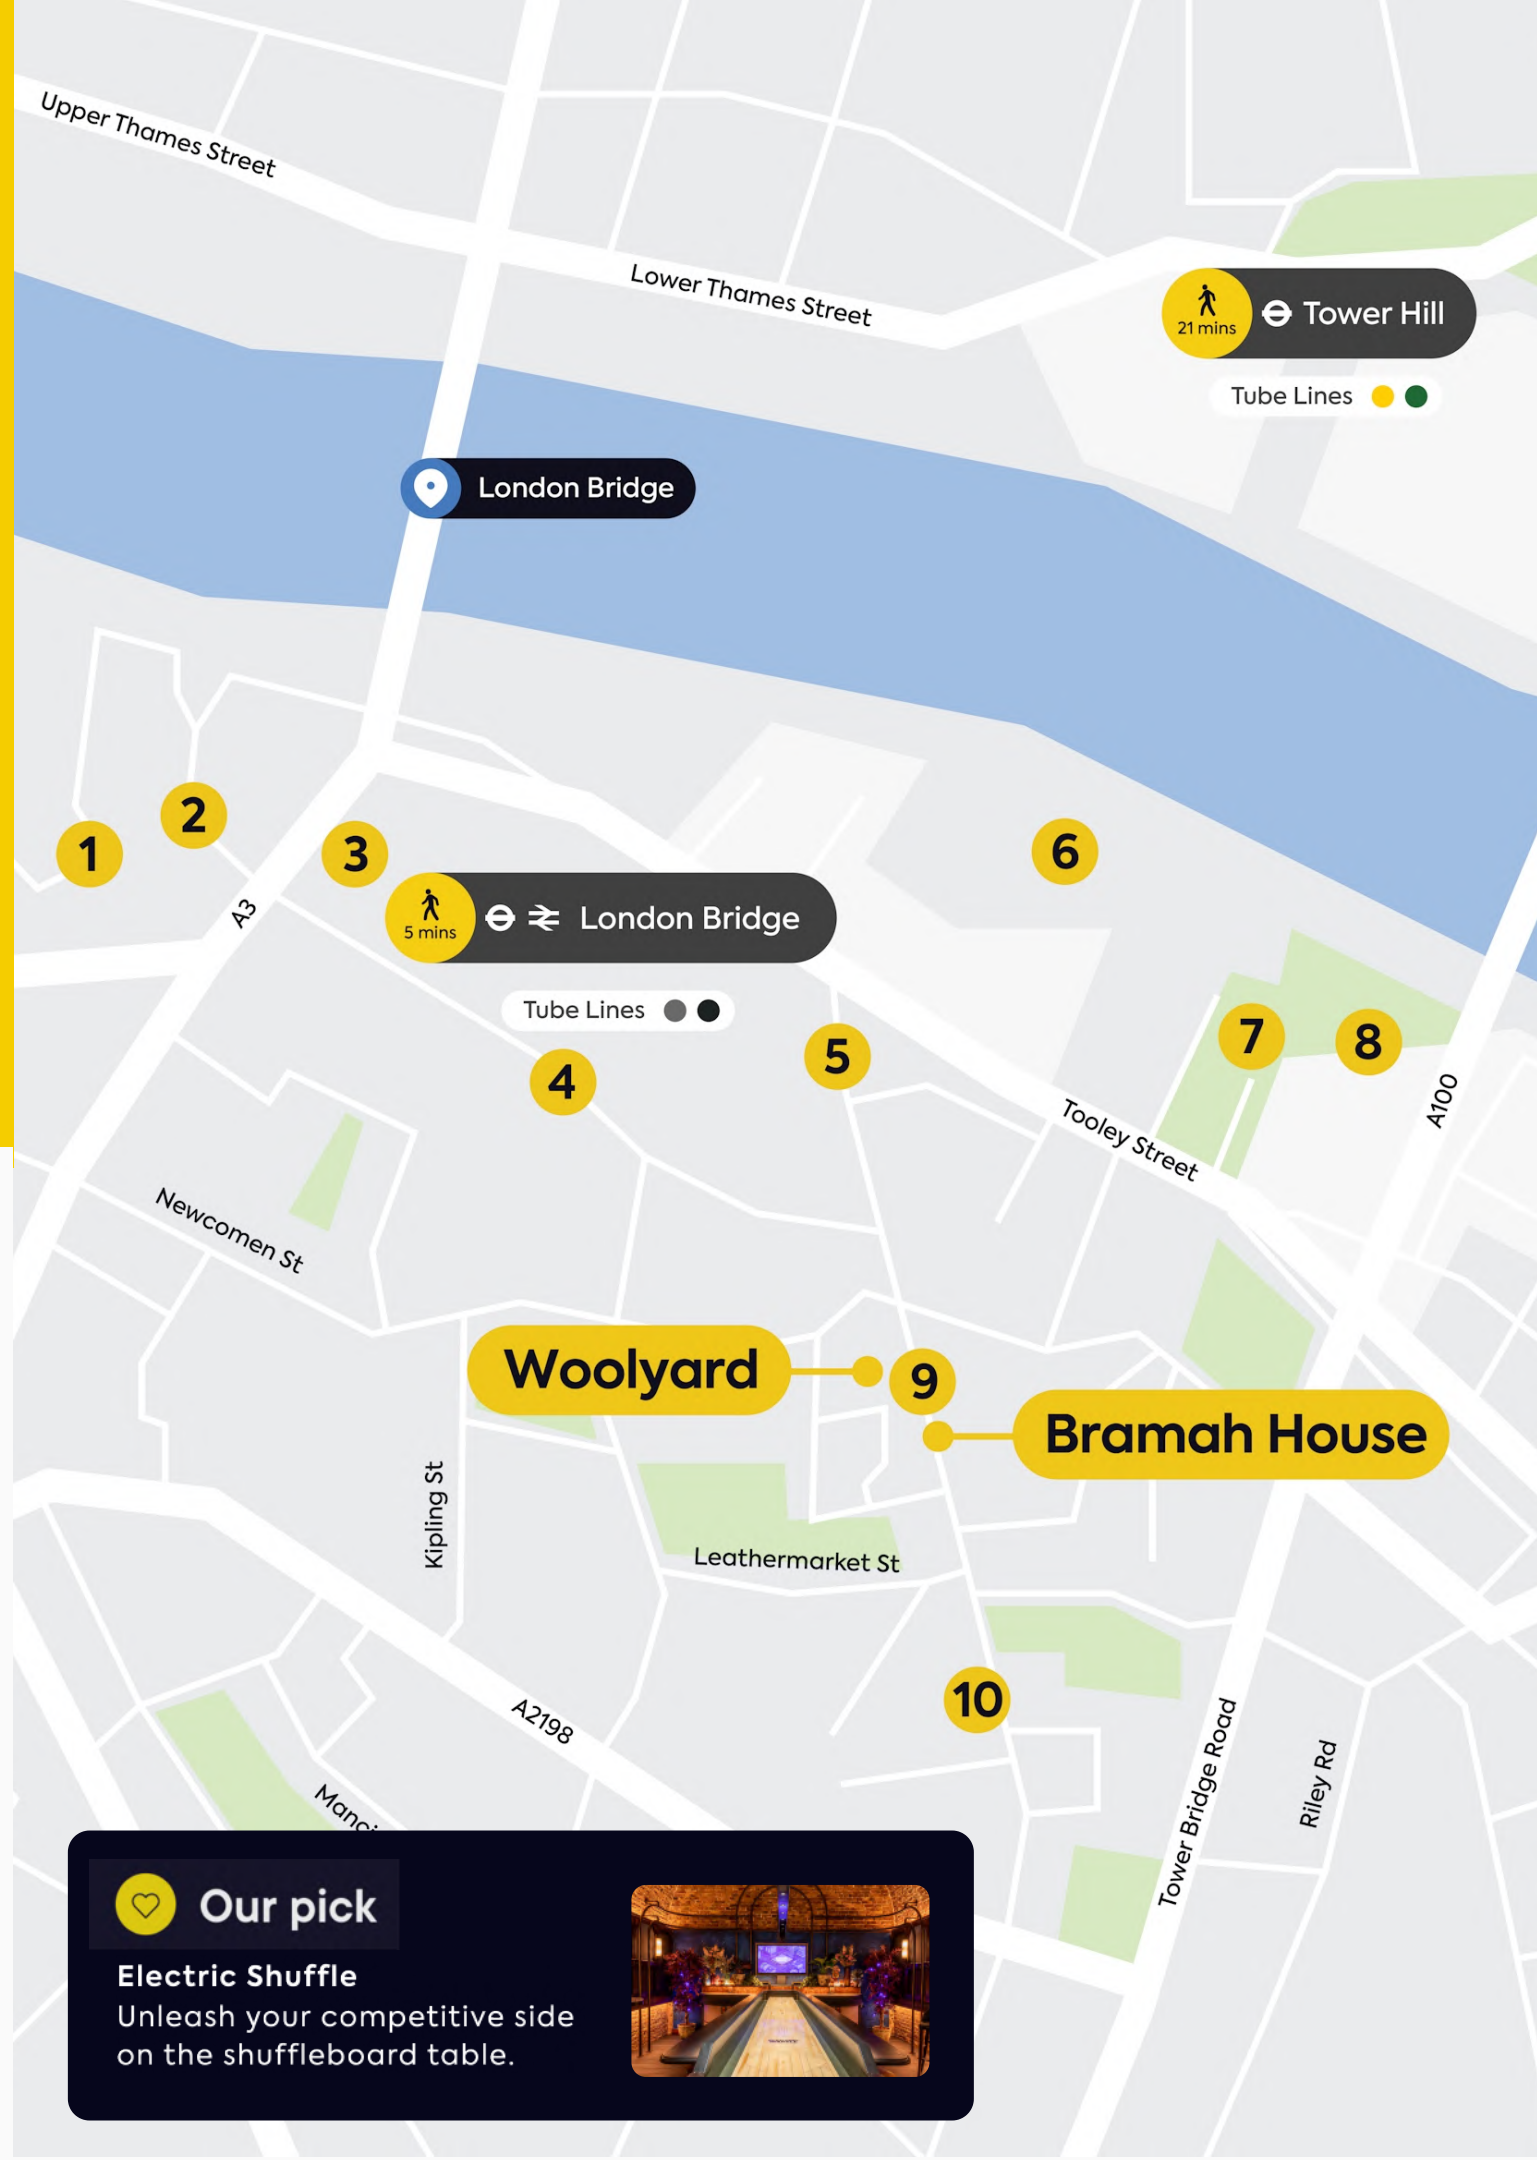 Upper Thames Street
Lower Thames Street
21 mins
Tower Hill
Tube Lines
London Bridge
1
2
3
A3
5 mins
London Bridge
Tube Lines
4
5
6
7
8
A100
Tooley Street
Newcomen St
Woolyard
9
Bramah House
Kipling St
Leathermarket St
10
A2198
Tower Bridge Road
Riley Rd
Manci
Our pick
Electric Shuffle
Unleash your competitive side
on the shuffleboard table.